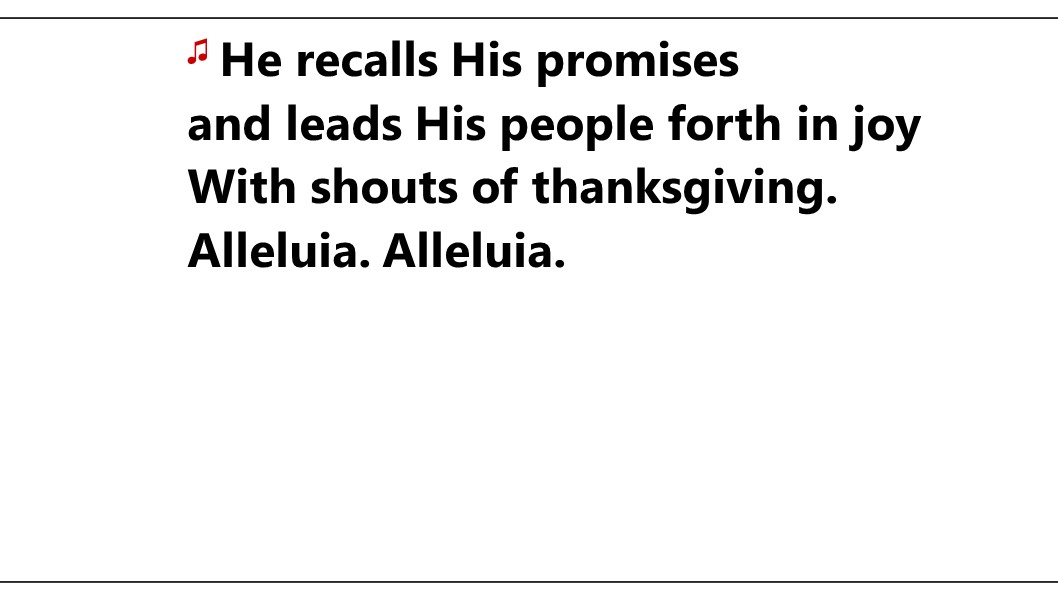 ♫ He recalls His promises
and leads His people forth in joy
With shouts of thanksgiving.
Alleluia. Alleluia.